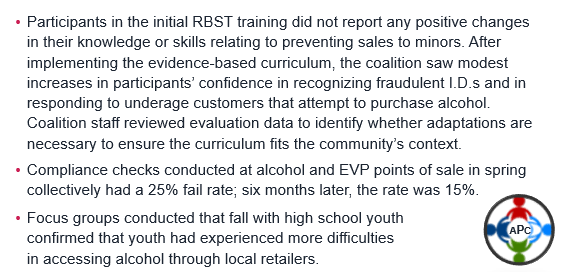 • Participants in the initial RBST training did not report any positive changes
in their knowledge or skills relating to preventing sales to minors. After
implementing the evidence-based curriculum, the coalition saw modest
increases in participants' confidence in recognizing fraudulent I.D.s and in
responding to underage customers that attempt to purchase alcohol.
Coalition staff reviewed evaluation data to identify whether adaptations are
necessary to ensure the curriculum fits the community's context.
• Compliance checks conducted at alcohol and EVP points of sale in spring
collectively had a 25% fail rate; six months later, the rate was 15%.
• Focus groups conducted that fall with high school youth
confirmed that youth had experienced more difficulties
in accessing alcohol through local retailers.
APC